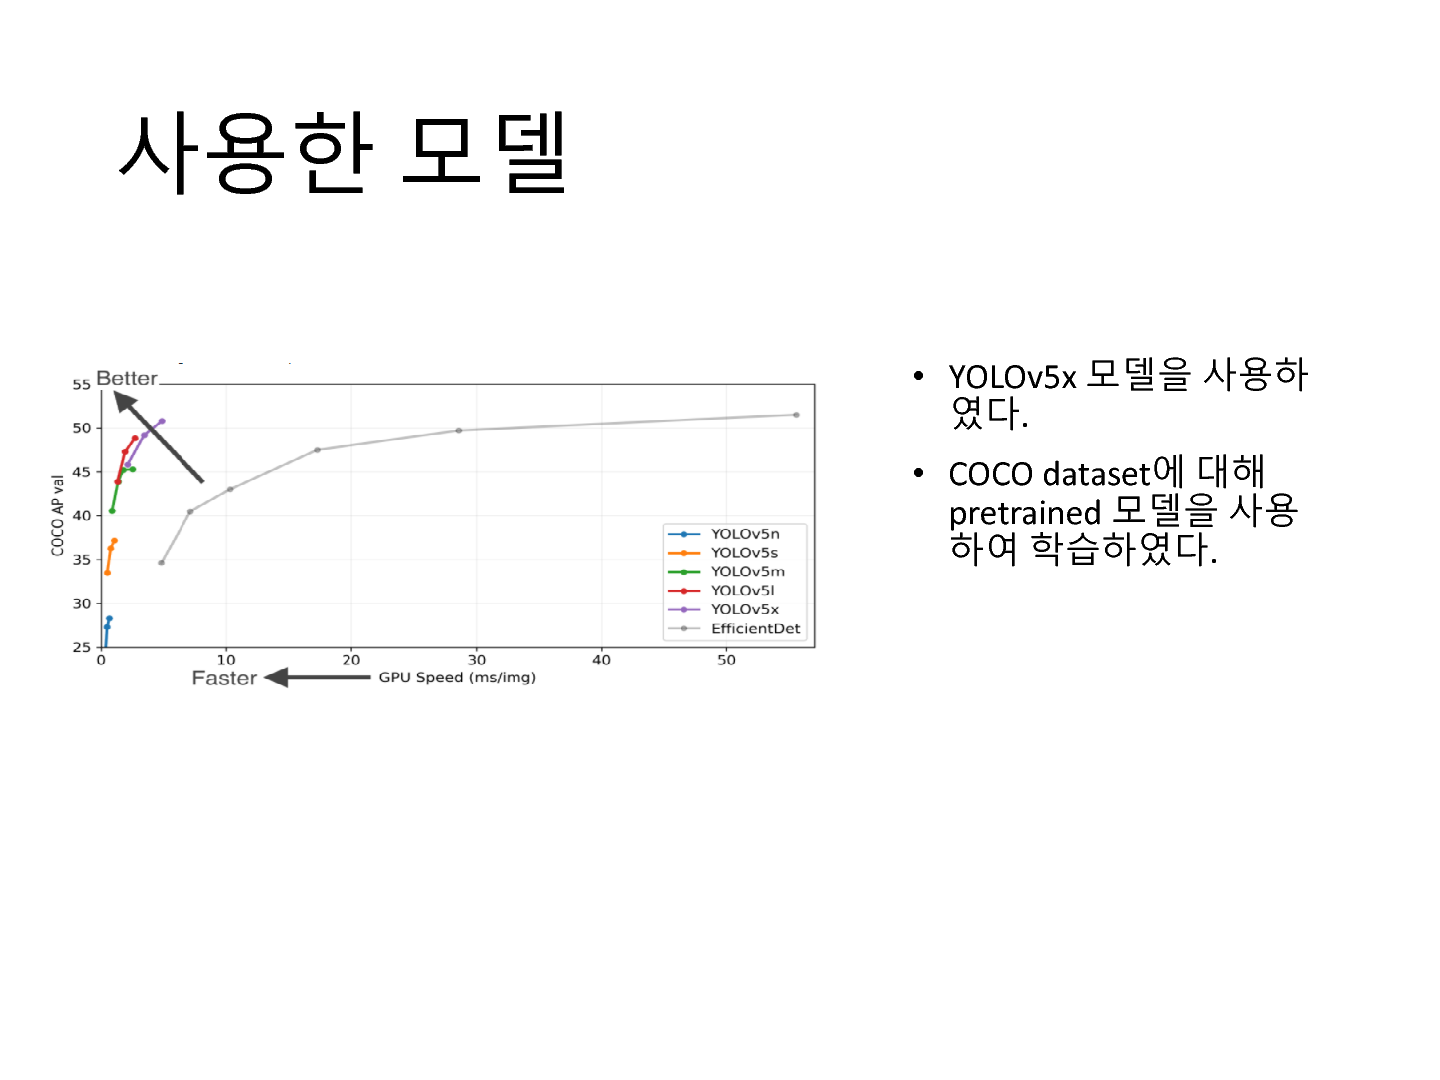 사용한 모델
Better
55
50
45
40
35
30
25
COCO AP val
YOLOv5n
YOLOv5s
YOLOv5m
YOLOv5l
YOLOv5x
EfficientDet
0 10 20 30 40 50
Faster GPU Speed (ms/img)
• YOLOv5x 모델을 사용하
였다.
• COCO dataset에 대해
pretrained 모델을 사용
하여 학습하였다.